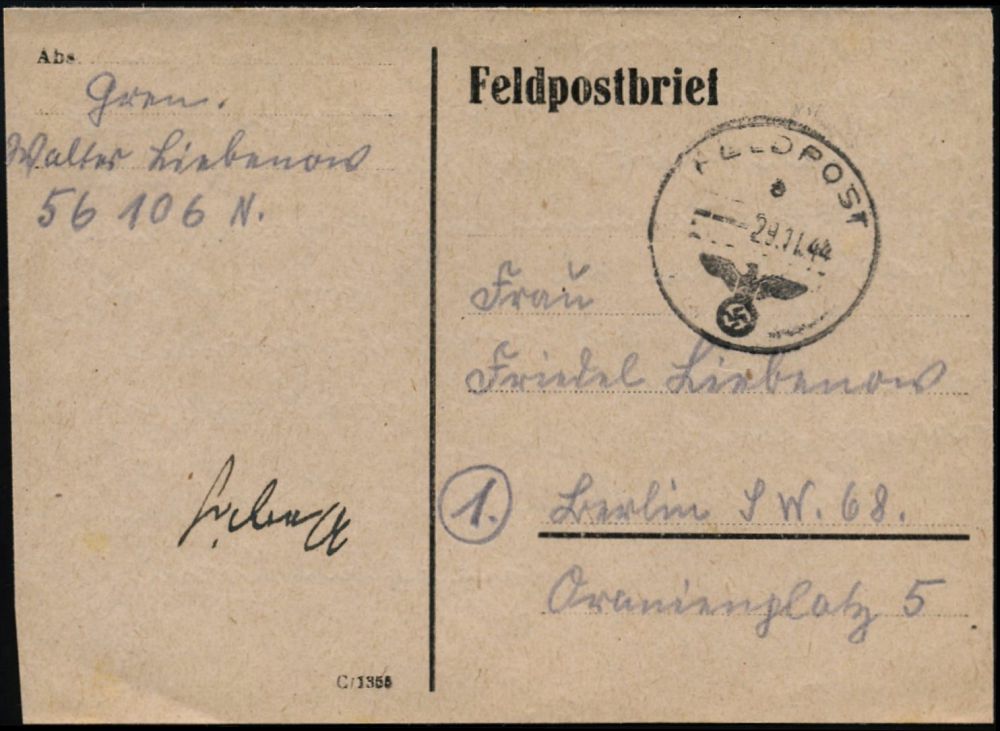 Abs.
Gren.
Walter Liebenow
56 106 N.
C/1355
Feldpostbrief
FELDPOST
a
29.11.44
Frau
Friedel Liebenow
1. Berlin S W. 68.
Oranienplatz 5